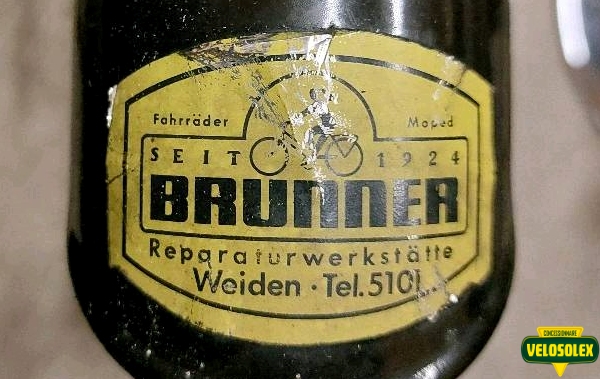 Fahrräder Moped
SEIT 1924
BRUNNER
Reparaturwerkstätte
Weiden · Tel. 5101
CONCESSIONNAIRE
VELOSOLEX